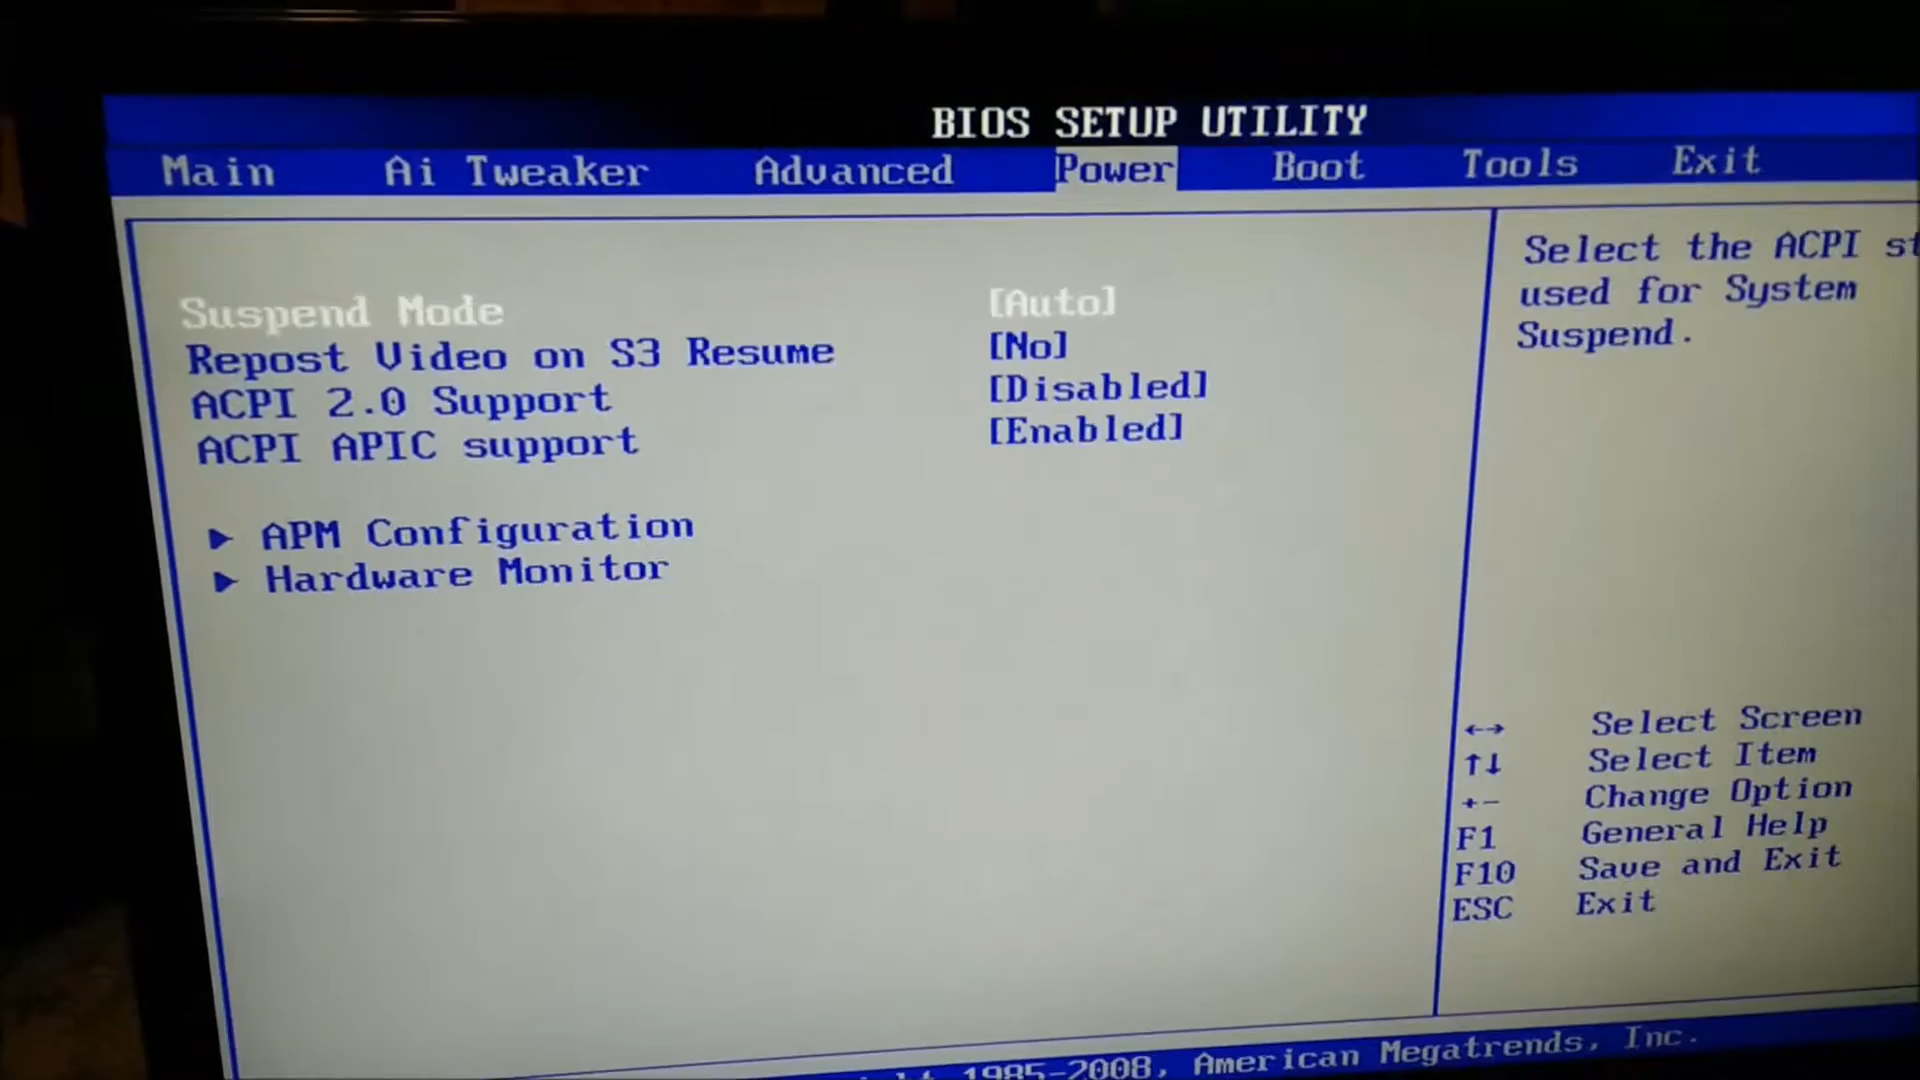 BIOS SETUP UTILITY
Main Ai Tweaker Advanced Power Boot Tools Exit
Suspend Mode [Auto]
Repost Video on S3 Resume [No]
ACPI 2.0 Support [Disabled]
ACPI APIC support [Enabled]
▶ APM Configuration
▶ Hardware Monitor
Select the ACPI
used for System
Suspend.
←→ Select Screen
↑↓ Select Item
+- Change Option
F1 General Help
F10 Save and Exit
ESC Exit
1985-2008, American Megatrends, Inc.